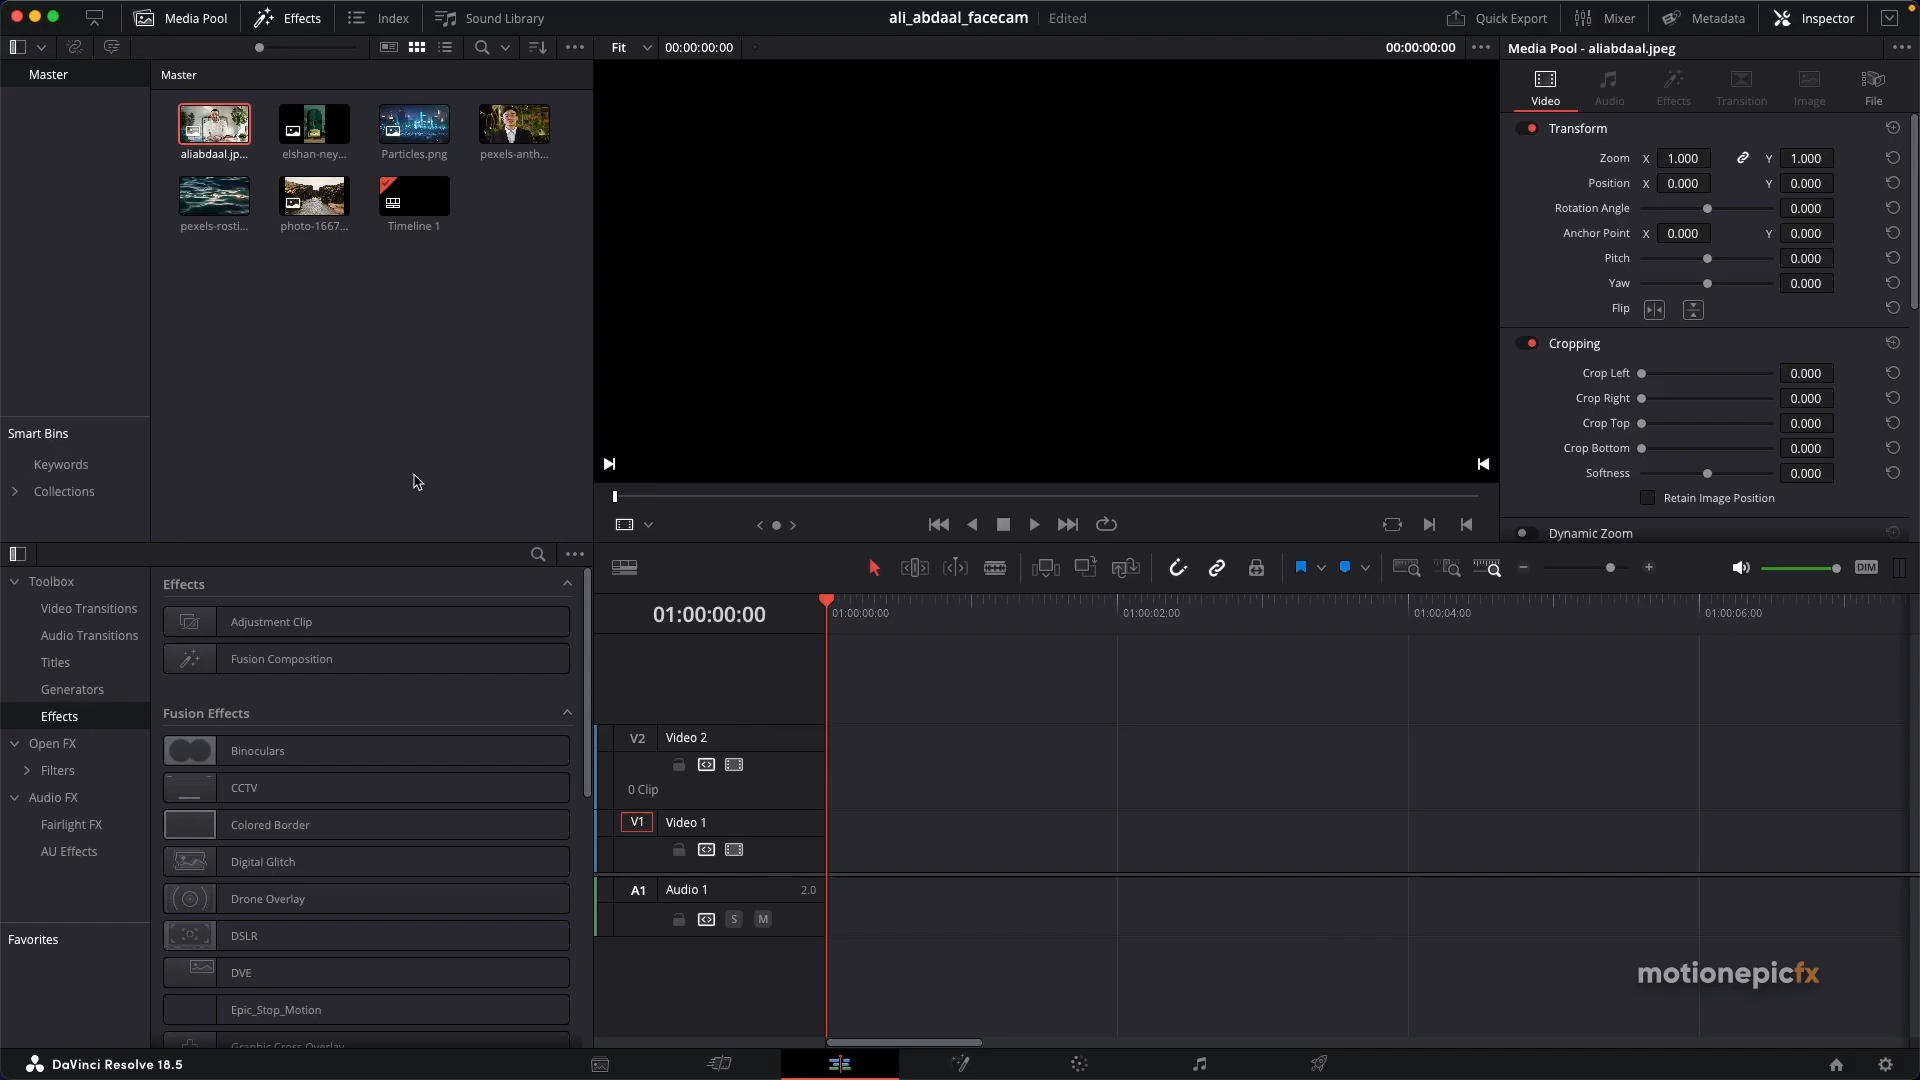 Media Pool
Effects
Index
Sound Library
ali_abdaal_facecam
Edited
Quick Export
Mixer
Metadata
Inspector
Fit
00:00:00:00
00:00:00:00
Media Pool - aliabdaal.jpeg
Master
Master
aliabdaal.jp...
elshan-ney...
Particles.png
pexels-anth...
pexels-rosti...
photo-1667...
Timeline 1
Smart Bins
Keywords
Collections
Video
Audio
Effects
Transition
Image
File
Transform
Zoom X 1.000 Y 1.000
Position X 0.000 Y 0.000
Rotation Angle 0.000
Anchor Point X 0.000 Y 0.000
Pitch 0.000
Yaw 0.000
Flip
Cropping
Crop Left 0.000
Crop Right 0.000
Crop Top 0.000
Crop Bottom 0.000
Softness 0.000
Retain Image Position
Dynamic Zoom
Toolbox
Video Transitions
Audio Transitions
Titles
Generators
Effects
Open FX
Filters
Audio FX
Fairlight FX
AU Effects
Favorites
Effects
Adjustment Clip
Fusion Composition
Fusion Effects
Binoculars
CCTV
Colored Border
Digital Glitch
Drone Overlay
DSLR
DVE
Epic_Stop_Motion
Graphic Cross Overlay
DIM
01:00:00:00
01:00:00:00
01:00:02:00
01:00:04:00
01:00:06:00
V2 Video 2
0 Clip
V1 Video 1
A1 Audio 1 2.0
S M
motionepicfx
DaVinci Resolve 18.5